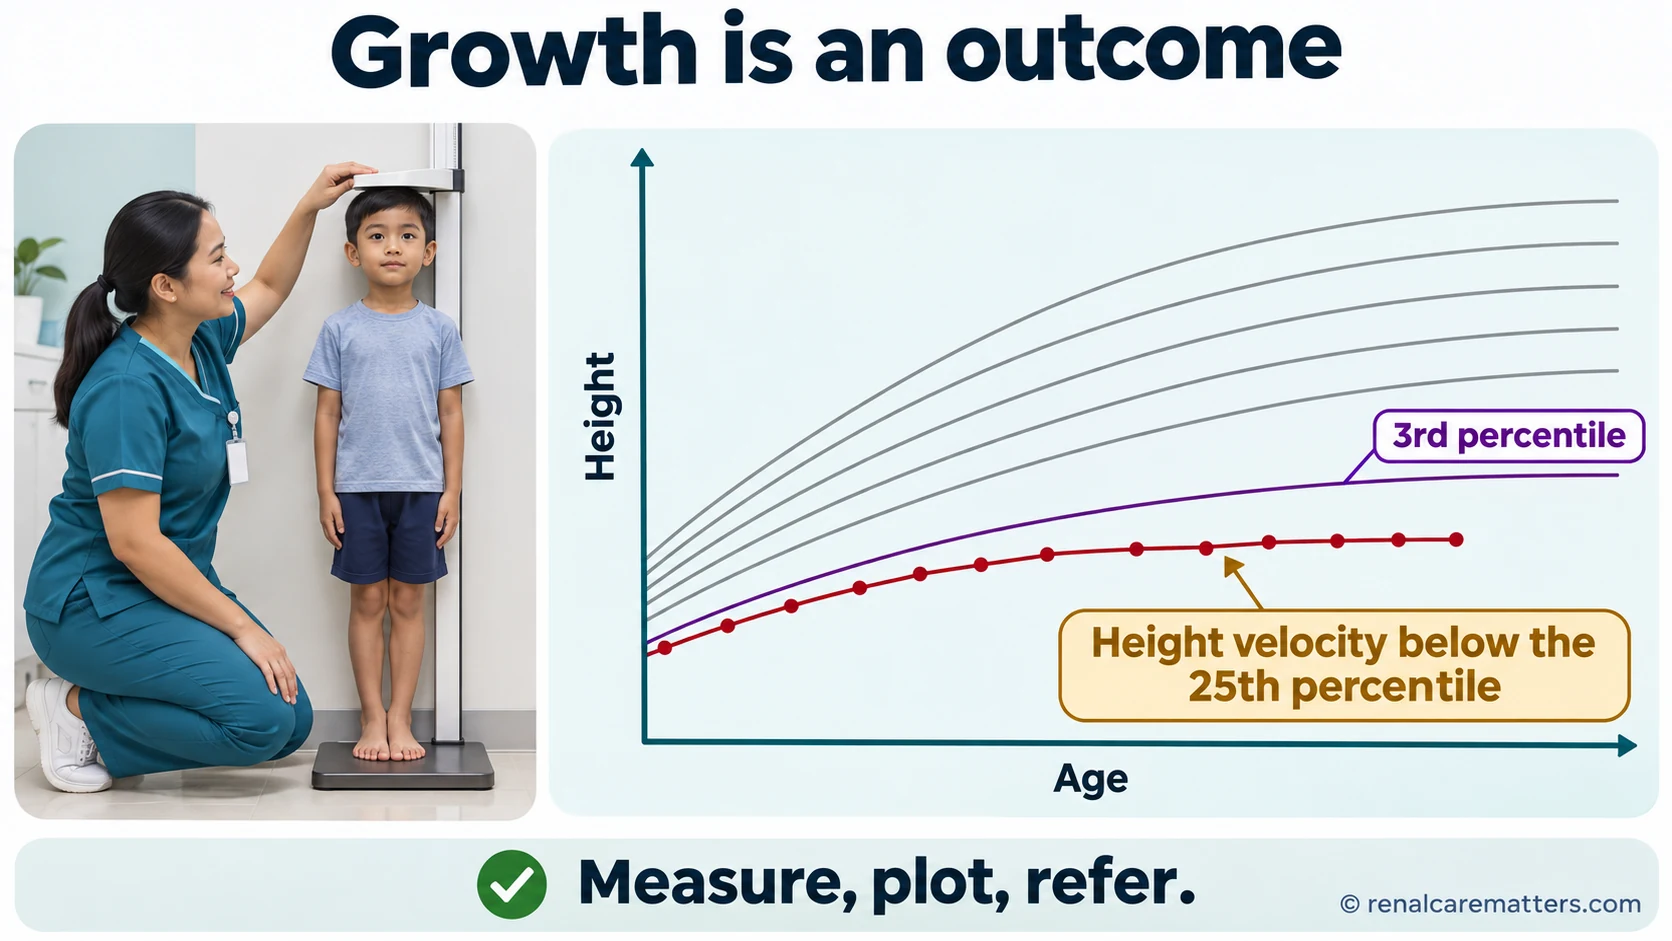 Growth is an outcome
Height
3rd percentile
Height velocity below the
25th percentile
Age
Measure, plot, refer.
© renalcarematters.com